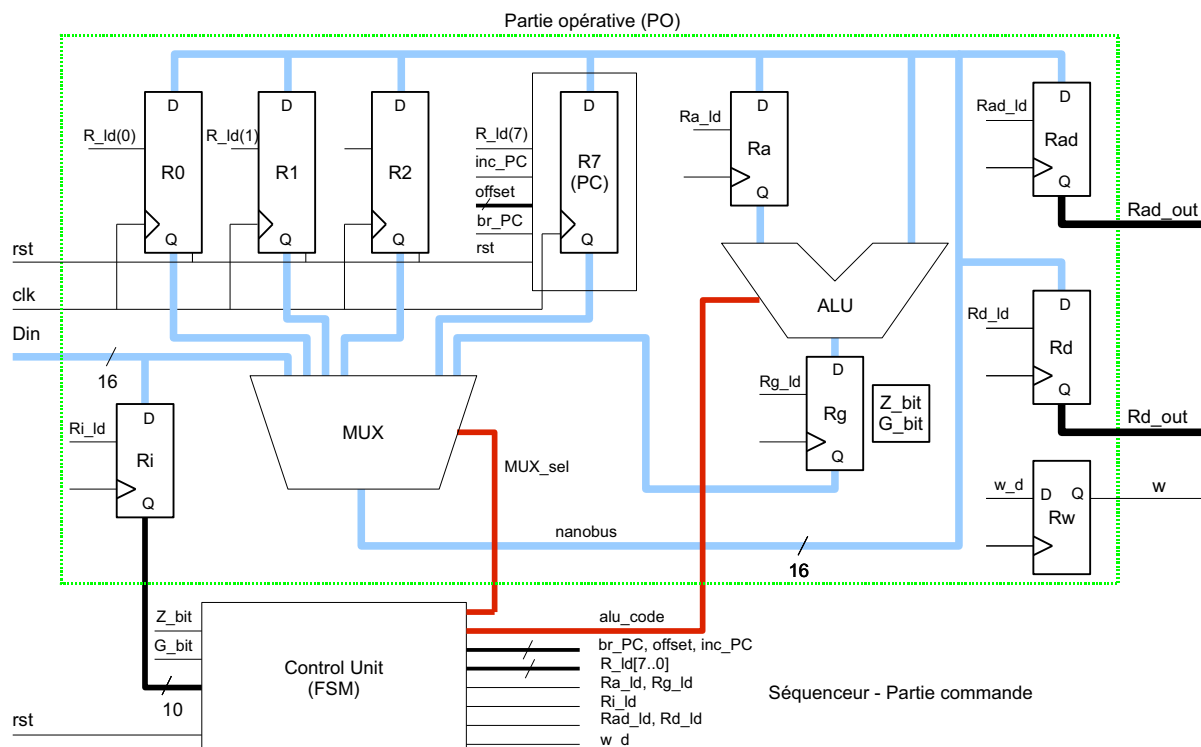 Partie opérative (PO)
D
D
D
D
D
D
R_ld(0)
R_ld(1)
R_ld(7)
Ra_ld
Rad_ld
R0
R1
R2
inc_PC
R7
(PC)
Ra
Rad
offset
br_PC
Q
Q
Q
Q
Q
Q
Rad_out
rst
rst
clk
ALU
D
Din
Rd_ld
Rd
16
D
D
Rg_ld
Rg
Z_bit
G_bit
Q
Rd_out
Ri_ld
Ri
MUX
Q
Q
MUX_sel
w_d
D
Q
w
Rw
nanobus
16
Z_bit
alu_code
G_bit
br_PC, offset, inc_PC
Control Unit
(FSM)
R_ld[7..0]
Ra_ld, Rg_ld
10
Ri_ld
Séquenceur - Partie commande
Rad_ld, Rd_ld
rst
w_d